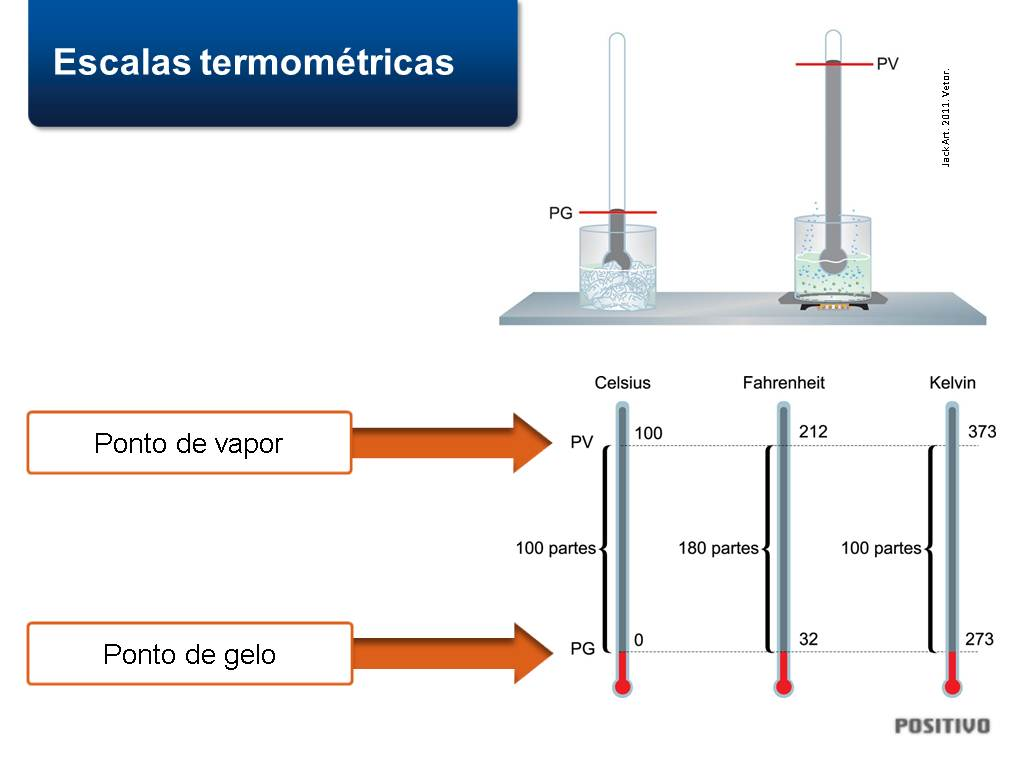 Escalas termométricas
PV
Jack Art. 2011. Vetor.
PG
Celsius Fahrenheit Kelvin
Ponto de vapor
PV 100 212 373
100 partes 180 partes 100 partes
Ponto de gelo
PG 0 32 273
POSITIVO